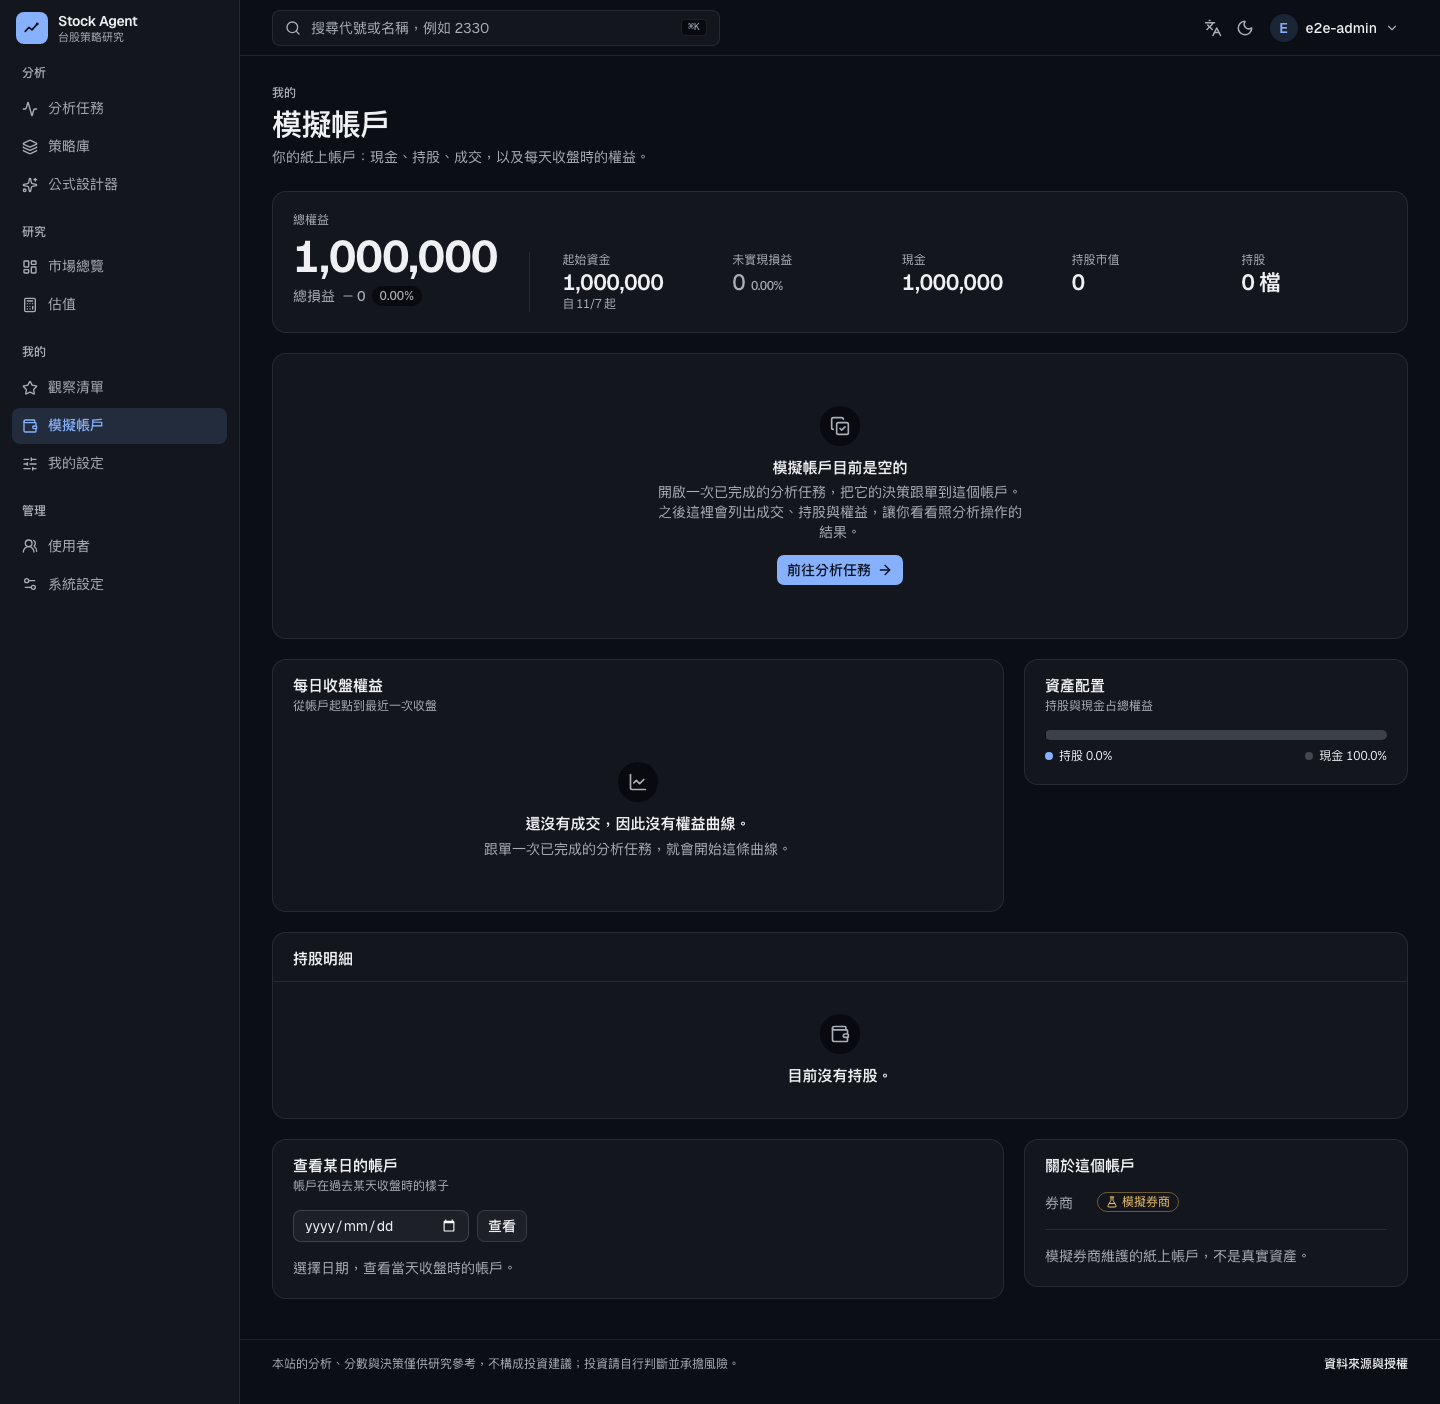 Stock Agent
台股策略研究
分析
分析任務
策略庫
公式設計器
研究
市場總覽
估值
我的
觀察清單
模擬帳戶
我的設定
管理
使用者
系統設定
搜尋代號或名稱，例如 2330
⌘K
E
e2e-admin
我的
模擬帳戶
你的紙上帳戶：現金、持股、成交，以及每天收盤時的權益。
總權益
1,000,000
總損益 — 0 0.00%
起始資金
1,000,000
自 11/7 起
未實現損益
0 0.00%
現金
1,000,000
持股市值
0
持股
0 檔
模擬帳戶目前是空的
開啟一次已完成的分析任務，把它的決策跟單到這個帳戶。
之後這裡會列出成交、持股與權益，讓你看看照分析操作的
結果。
前往分析任務
每日收盤權益
從帳戶起點到最近一次收盤
還沒有成交，因此沒有權益曲線。
跟單一次已完成的分析任務，就會開始這條曲線。
資產配置
持股與現金占總權益
持股 0.0%
現金 100.0%
持股明細
目前沒有持股。
查看某日的帳戶
帳戶在過去某天收盤時的樣子
yyyy/mm/dd
查看
選擇日期，查看當天收盤時的帳戶。
關於這個帳戶
券商
模擬券商
模擬券商維護的紙上帳戶，不是真實資產。
本站的分析、分數與決策僅供研究參考，不構成投資建議；投資請自行判斷並承擔風險。
資料來源與授權